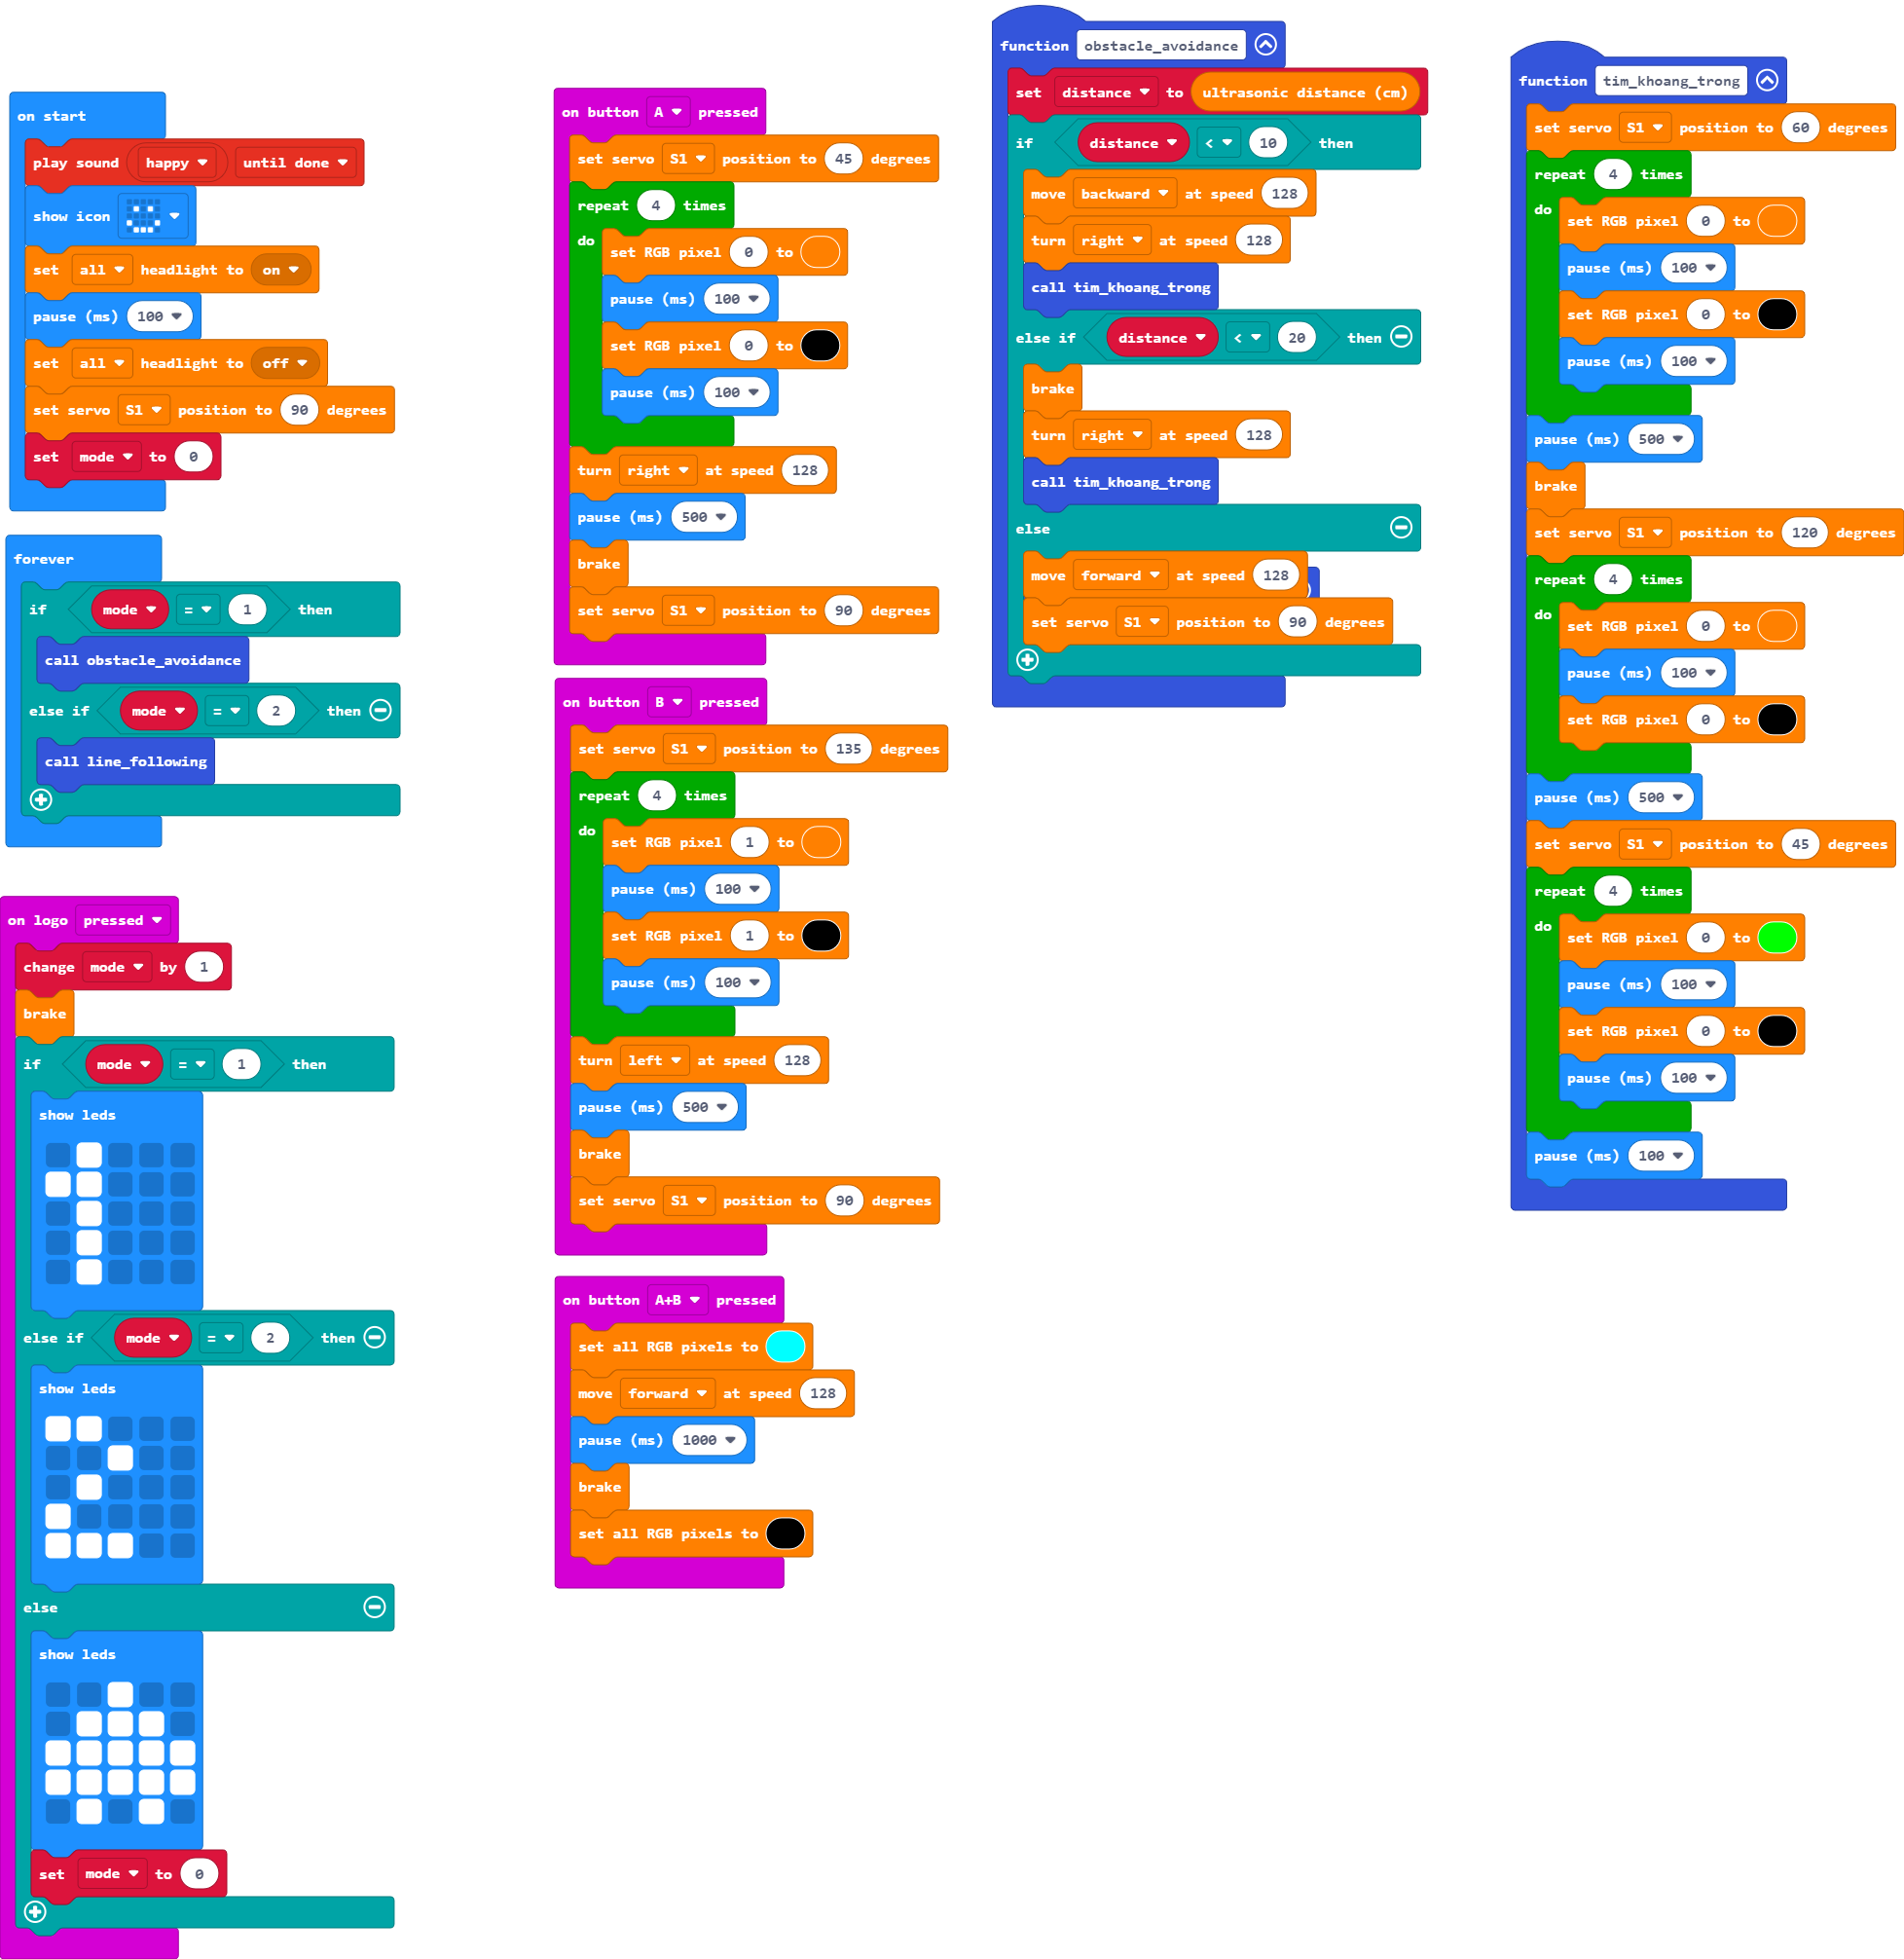 on start
play sound happy until done
show icon
set all headlight to on
pause (ms) 100
set all headlight to off
set servo S1 position to 90 degrees
set mode to 0
forever
if mode = 1 then
call obstacle_avoidance
else if mode = 2 then
call line_following
on logo pressed
change mode by 1
brake
if mode = 1 then
show leds
else if mode = 2 then
show leds
else
show leds
set mode to 0
on button A pressed
set servo S1 position to 45 degrees
repeat 4 times
do
set RGB pixel 0 to
pause (ms) 100
set RGB pixel 0 to
pause (ms) 100
turn right at speed 128
pause (ms) 500
brake
set servo S1 position to 90 degrees
on button B pressed
set servo S1 position to 135 degrees
repeat 4 times
do
set RGB pixel 1 to
pause (ms) 100
set RGB pixel 1 to
pause (ms) 100
turn left at speed 128
pause (ms) 500
brake
set servo S1 position to 90 degrees
on button A+B pressed
set all RGB pixels to
move forward at speed 128
pause (ms) 1000
brake
set all RGB pixels to
function obstacle_avoidance
set distance to ultrasonic distance (cm)
if distance < 10 then
move backward at speed 128
turn right at speed 128
call tim_khoang_trong
else if distance < 20 then
brake
turn right at speed 128
call tim_khoang_trong
else
move forward at speed 128
set servo S1 position to 90 degrees
function tim_khoang_trong
set servo S1 position to 60 degrees
repeat 4 times
do
set RGB pixel 0 to
pause (ms) 100
set RGB pixel 0 to
pause (ms) 100
pause (ms) 500
brake
set servo S1 position to 120 degrees
repeat 4 times
do
set RGB pixel 0 to
pause (ms) 100
set RGB pixel 0 to
pause (ms) 500
set servo S1 position to 45 degrees
repeat 4 times
do
set RGB pixel 0 to
pause (ms) 100
set RGB pixel 0 to
pause (ms) 100
pause (ms) 100